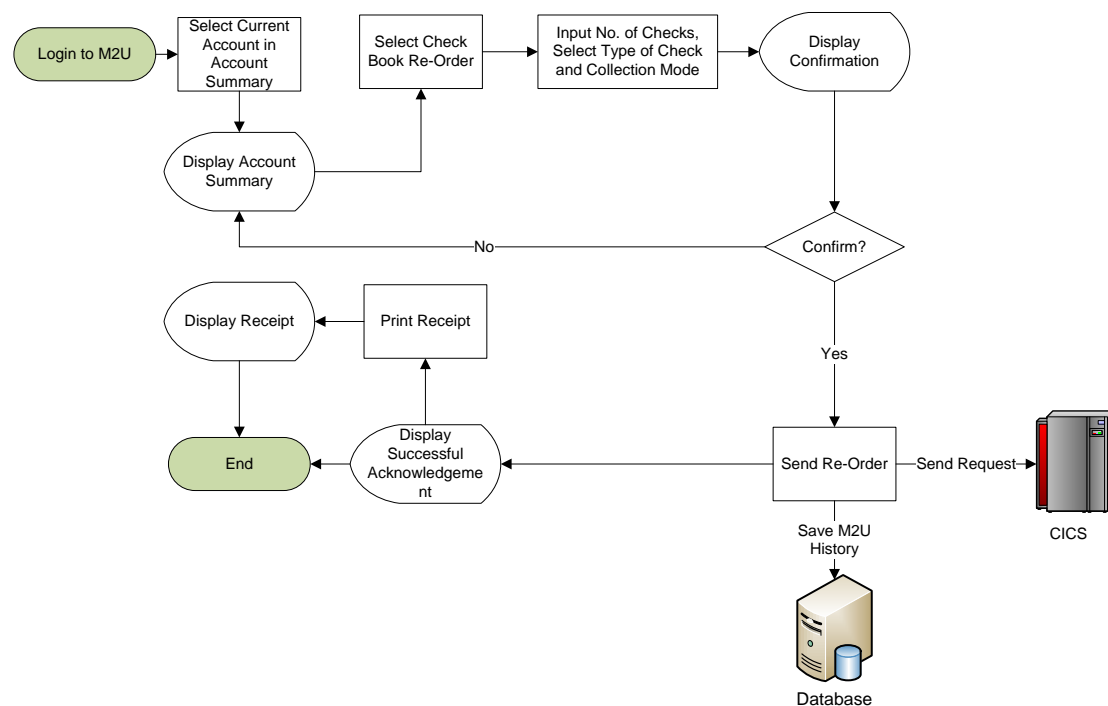 Login to M2U
Select Current
Account in
Account
Summary
Select Check
Book Re-Order
Input No. of Checks,
Select Type of Check
and Collection Mode
Display
Confirmation
Display Account
Summary
Confirm?
No
Yes
Display Receipt
Print Receipt
End
Display
Successful
Acknowledgeme
nt
Send Re-Order
Send Request
CICS
Save M2U
History
Database